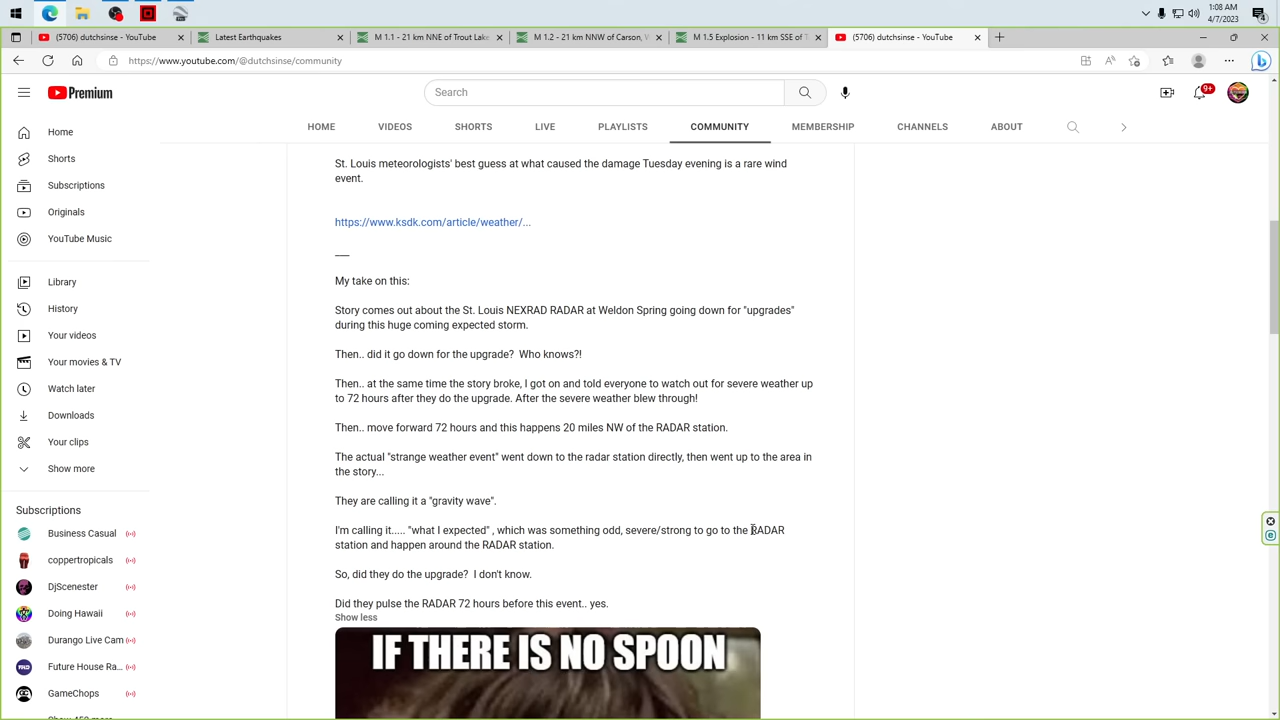 1:08 AM
4/7/2023
4
(5706) dutchsinse - YouTube
Latest Earthquakes
M 1.1 - 21 km NNE of Trout Lake
M 1.2 - 21 km NNW of Carson, W
M 1.5 Explosion - 11 km SSE of T
(5706) dutchsinse - YouTube
https://www.youtube.com/@dutchsinse/community
Premium
Search
9+
HOME
VIDEOS
SHORTS
LIVE
PLAYLISTS
COMMUNITY
MEMBERSHIP
CHANNELS
ABOUT
Home
Shorts
Subscriptions
Originals
YouTube Music
Library
History
Your videos
Your movies & TV
Watch later
Downloads
Your clips
Show more
Subscriptions
Business Casual
coppertropicals
DjScenester
Doing Hawaii
Durango Live Cam
Future House Ra...
GameChops
St. Louis meteorologists' best guess at what caused the damage Tuesday evening is a rare wind
event.
https://www.ksdk.com/article/weather/...
___
My take on this:
Story comes out about the St. Louis NEXRAD RADAR at Weldon Spring going down for "upgrades"
during this huge coming expected storm.
Then.. did it go down for the upgrade?  Who knows?!
Then.. at the same time the story broke, I got on and told everyone to watch out for severe weather up
to 72 hours after they do the upgrade. After the severe weather blew through!
Then.. move forward 72 hours and this happens 20 miles NW of the RADAR station.
The actual "strange weather event" went down to the radar station directly, then went up to the area in
the story...
They are calling it a "gravity wave".
I'm calling it..... "what I expected" , which was something odd, severe/strong to go to the RADAR
station and happen around the RADAR station.
So, did they do the upgrade?  I don't know.
Did they pulse the RADAR 72 hours before this event.. yes.
Show less
IF THERE IS NO SPOON